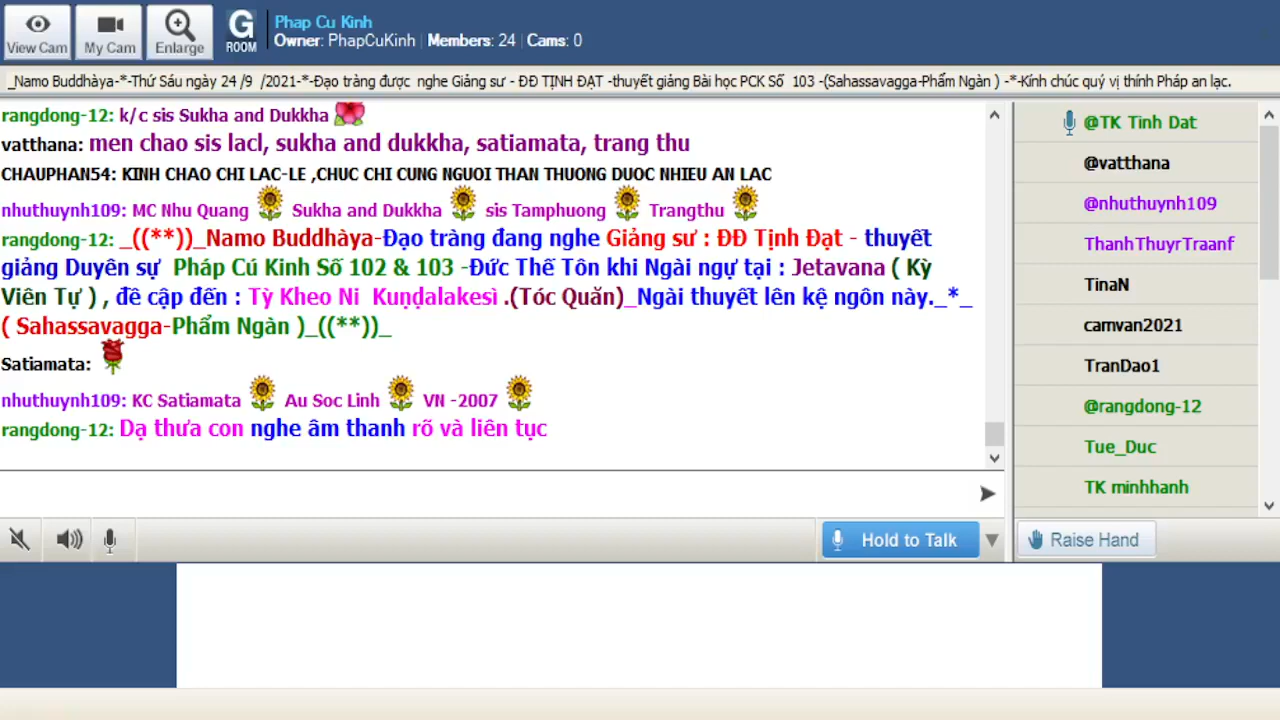 View Cam
My Cam
Enlarge
G
ROOM
Phap Cu Kinh
Owner: PhapCuKinh | Members: 24 | Cams: 0
_Namo Buddhàya-*-Thứ Sáu ngày 24 /9 /2021-*-Đạo tràng được nghe Giảng sư - ĐĐ TỊNH ĐẠT -thuyết giảng Bài học PCK Số 103 -(Sahassavagga-Phẩm Ngàn ) -*-Kính chúc quý vị thính Pháp an lạc.
rangdong-12: k/c sis Sukha and Dukkha
vatthana: men chao sis lacl, sukha and dukkha, satiamata, trang thu
CHAUPHAN54: KINH CHAO CHI LAC-LE ,CHUC CHI CUNG NGUOI THAN THUONG DUOC NHIEU AN LAC
nhuthuynh109: MC Nhu Quang Sukha and Dukkha sis Tamphuong Trangthu
rangdong-12: _((**))_Namo Buddhàya-Đạo tràng đang nghe Giảng sư : ĐĐ Tịnh Đạt - thuyết
giảng Duyên sự Pháp Cú Kinh Số 102 & 103 -Đức Thế Tôn khi Ngài ngự tại : Jetavana ( Kỳ
Viên Tự ) , đề cập đến : Tỳ Kheo Ni Kuṇḍalakesì .(Tóc Quăn)_Ngài thuyết lên kệ ngôn này._*_
( Sahassavagga-Phẩm Ngàn )_((**))_
Satiamata:
nhuthuynh109: KC Satiamata Au Soc Linh VN -2007
rangdong-12: Dạ thưa con nghe âm thanh rõ và liên tục
@TK Tinh Dat
@vatthana
@nhuthuynh109
ThanhThuyrTraanf
TinaN
camvan2021
TranDao1
@rangdong-12
Tue_Duc
TK minhhanh
Hold to Talk
Raise Hand